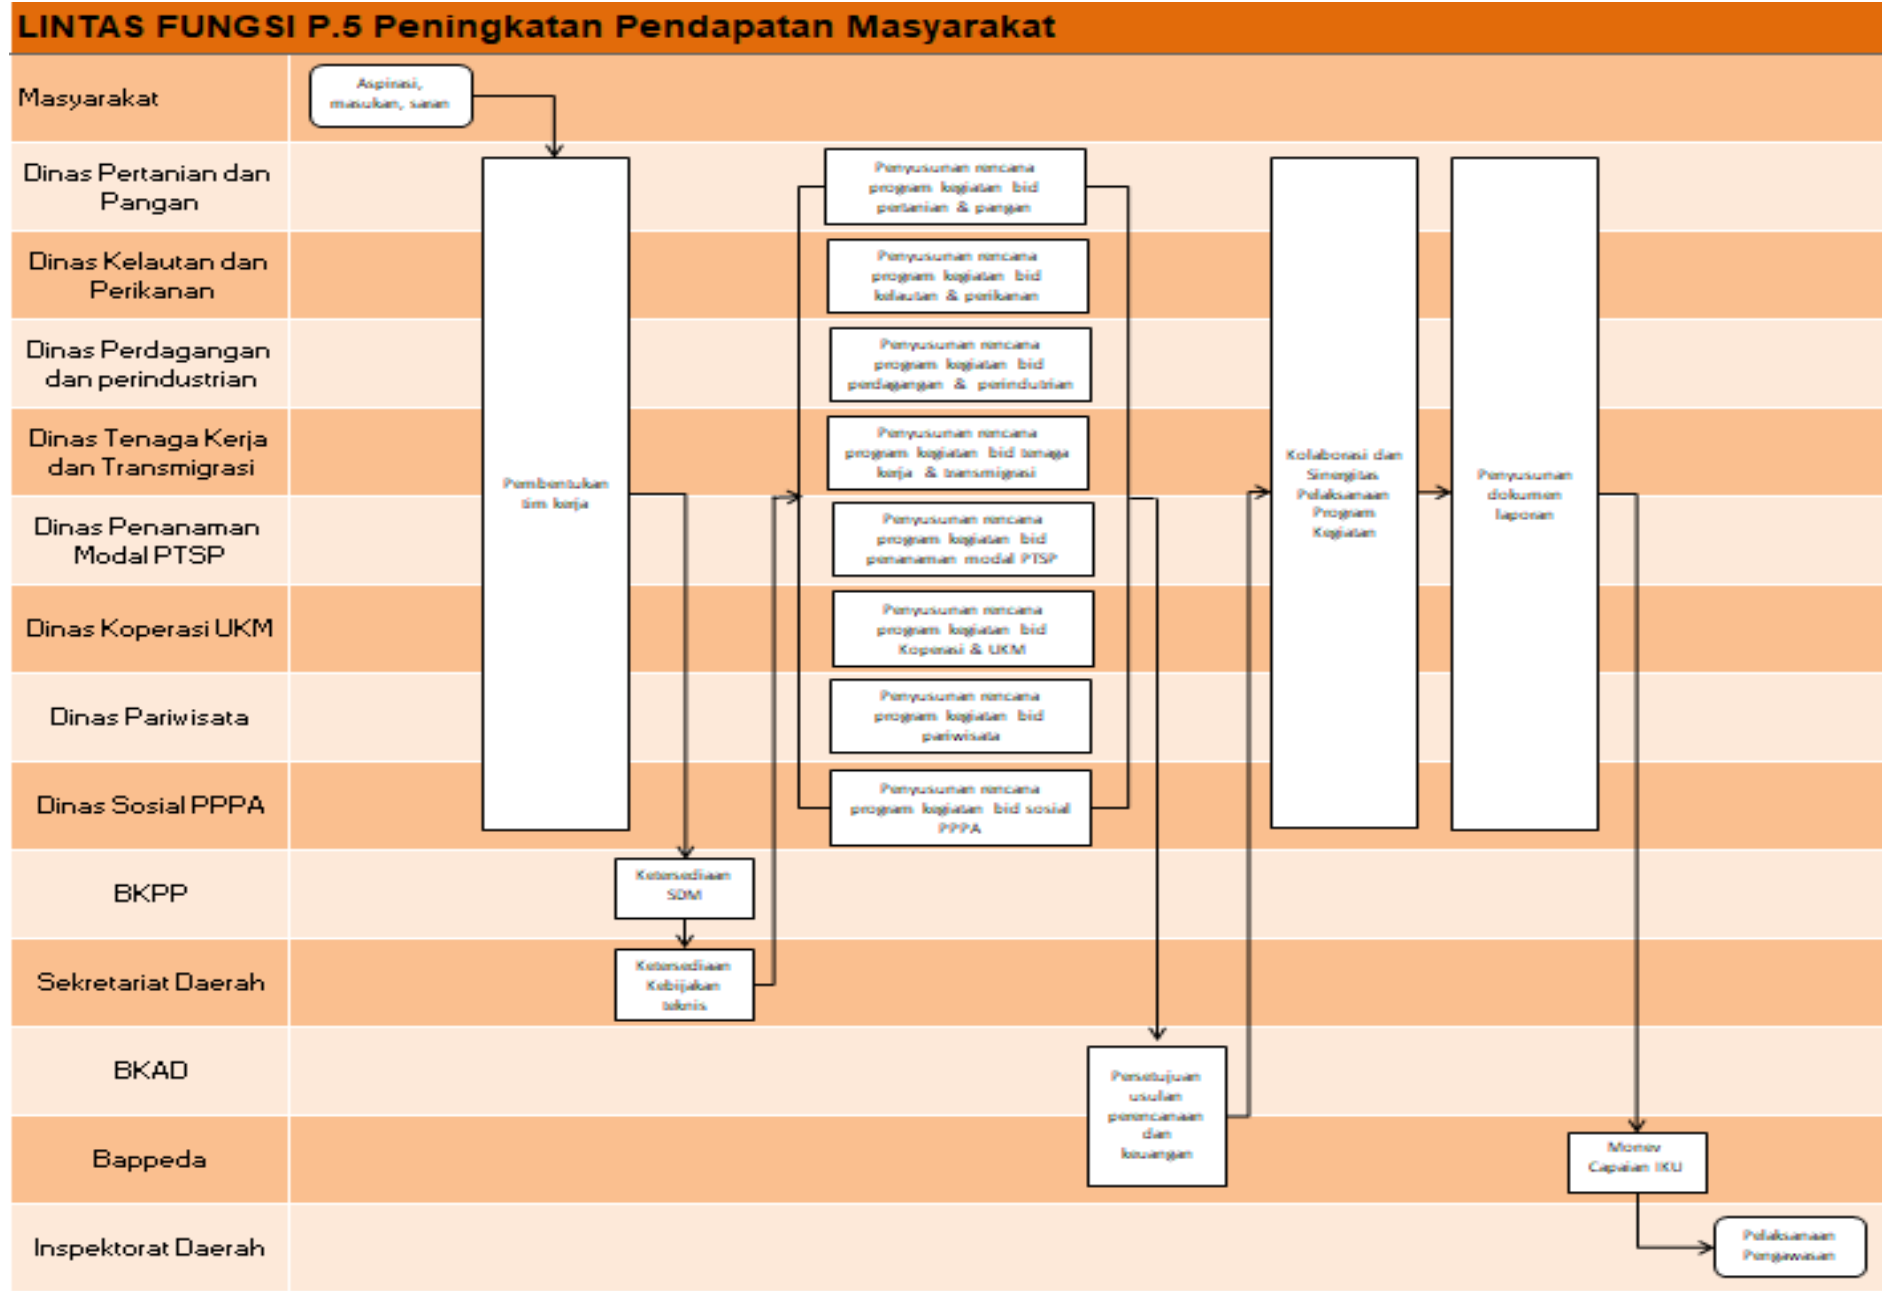 LINTAS FUNGSI P.5 Peningkatan Pendapatan Masyarakat
Masyarakat
Aspirasi,
masukan, saran
Dinas Pertanian dan
Pangan
Penyusunan rencana
program kegiatan bid
pertanian & pangan
Dinas Kelautan dan
Perikanan
Penyusunan rencana
program kegiatan bid
kelautan & perikanan
Dinas Perdagangan
dan perindustrian
Penyusunan rencana
program kegiatan bid
perdagangan & perindutrian
Dinas Tenaga Kerja
dan Transmigrasi
Penyusunan rencana
program kegiatan bid tenaga
kerja & transmigrasi
Pembentukan
tim kerja
Kolaborasi dan
Sinergitas
Pelaksanaan
Program
Kegiatan
Penyusunan
dokumen
laporan
Dinas Penanaman
Modal PTSP
Penyusunan rencana
program kegiatan bid
penanaman modal PTSP
Dinas Koperasi UKM
Penyusunan rencana
program kegiatan bid
Koperasi & UKM
Dinas Pariwisata
Penyusunan rencana
program kegiatan bid
pariwisata
Dinas Sosial PPPA
Penyusunan rencana
program kegiatan bid sosial
PPPA
BKPP
Ketersediaan
SDM
Sekretariat Daerah
Ketersediaan
Kebijakan
teknis
BKAD
Persetujuan
usulan
perencanaan
dan
keuangan
Bappeda
Monev
Capaian IKU
Inspektorat Daerah
Pelaksanaan
Pengawasan